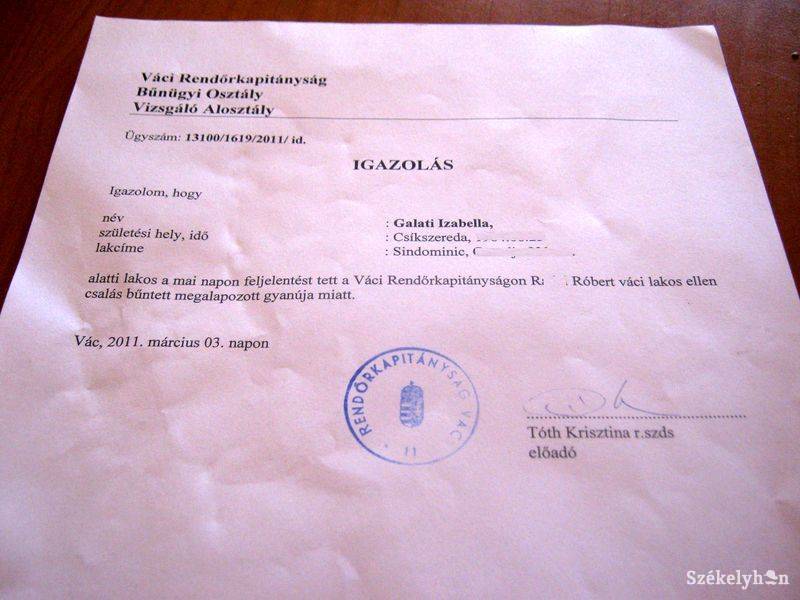 Váci Rendőrkapitányság
Bűnügyi Osztály
Vizsgáló Alosztály
Ügyszám: 13100/1619/2011/ id.
IGAZOLÁS
Igazolom, hogy
név : Galati Izabella,
születési hely, idő : Csíkszereda,
lakcíme : Sindominic,
alatti lakos a mai napon feljelentést tett a Váci Rendőrkapitányságon R Róbert váci lakos ellen
csalás bűntett megalapozott gyanúja miatt.
Vác, 2011. március 03. napon
RENDŐRKAPITÁNYSÁG VÁC
11
Tóth Krisztina r.szds
előadó
Székelyhon